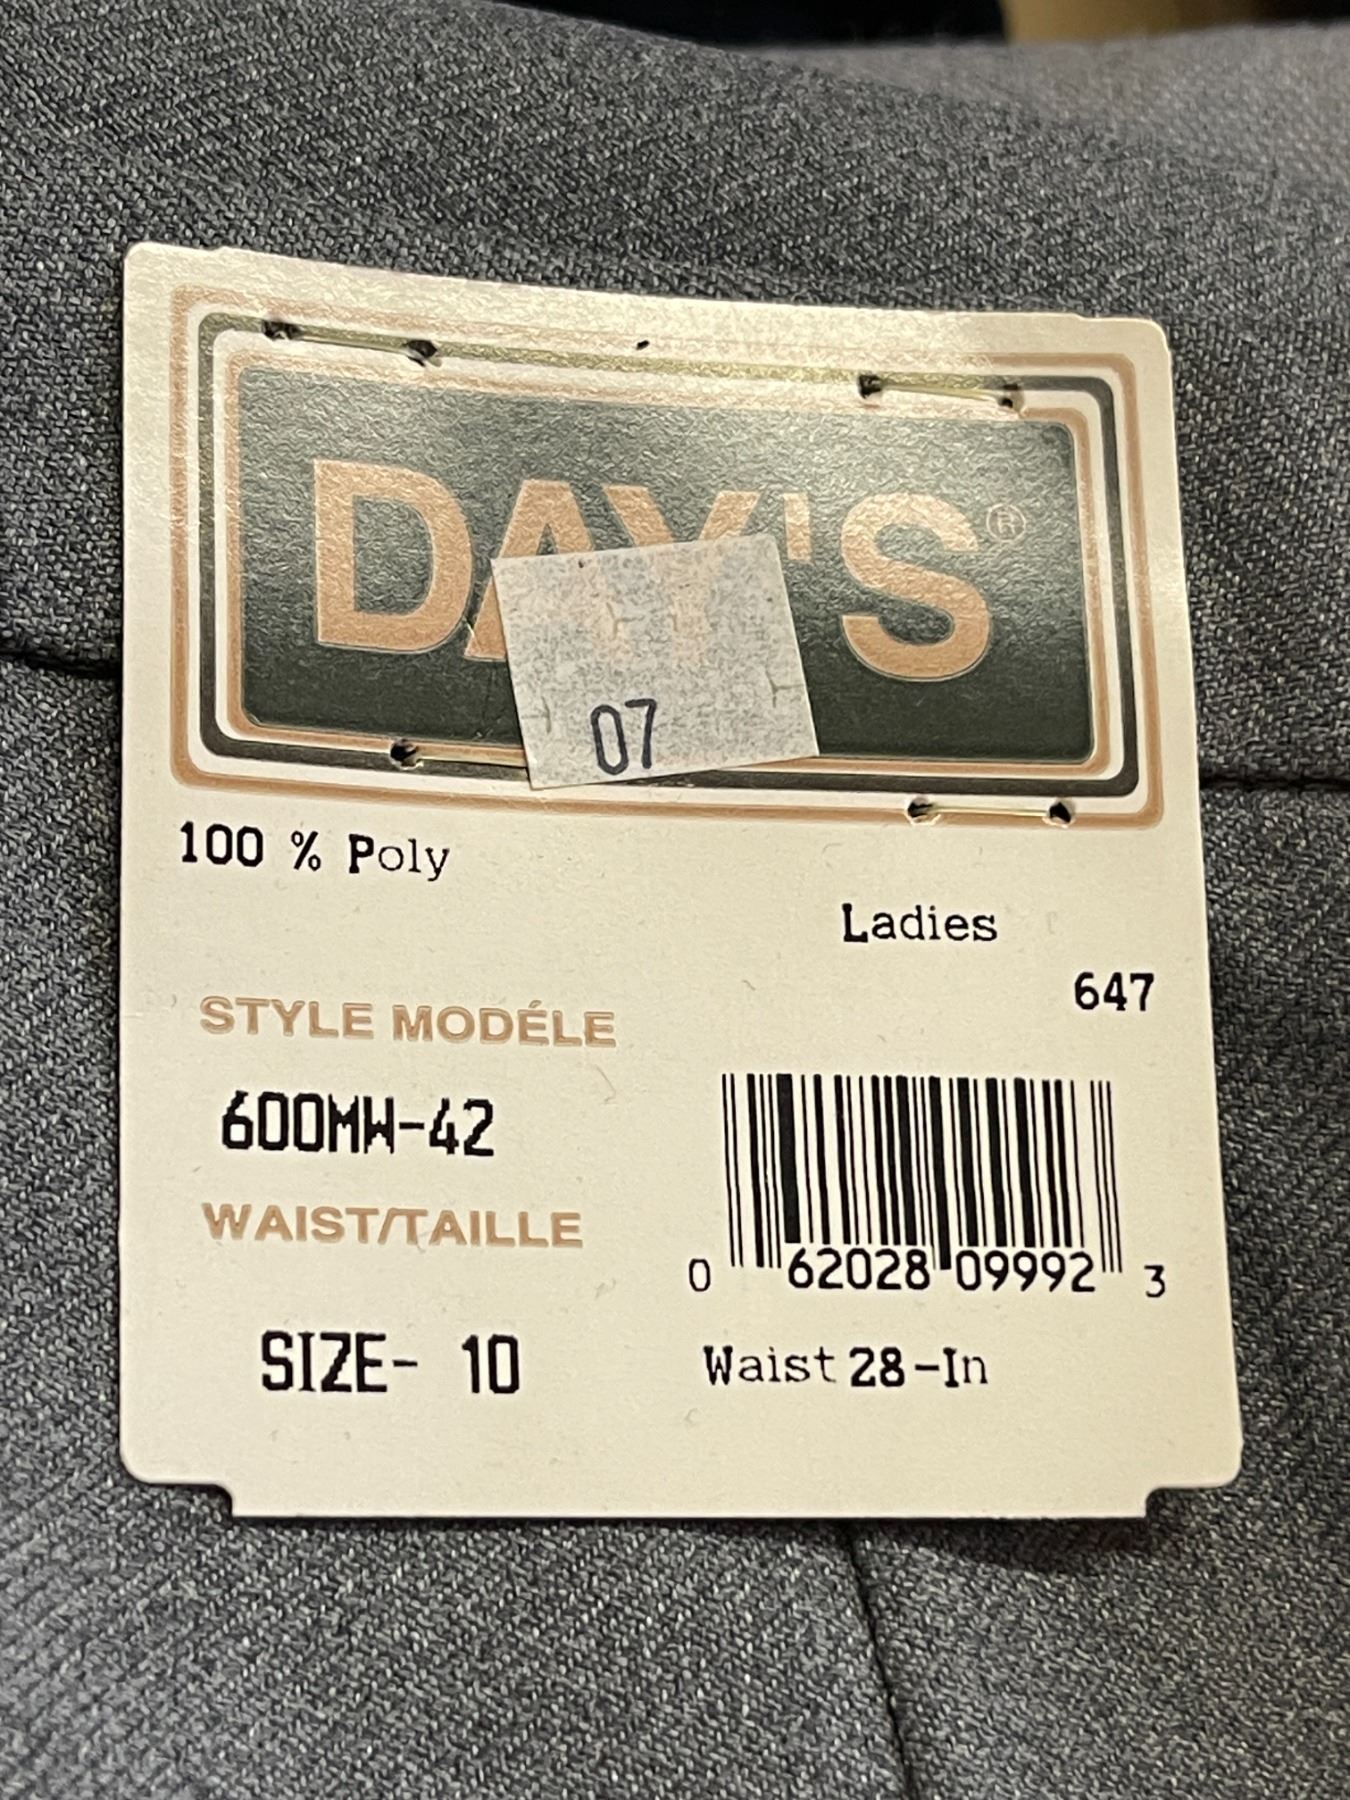 DAY'S®
07
100 % Poly
Ladies
647
STYLE MODÉLE
600MW-42
WAIST/TAILLE
0 62028 09992 3
SIZE- 10
Waist 28-In